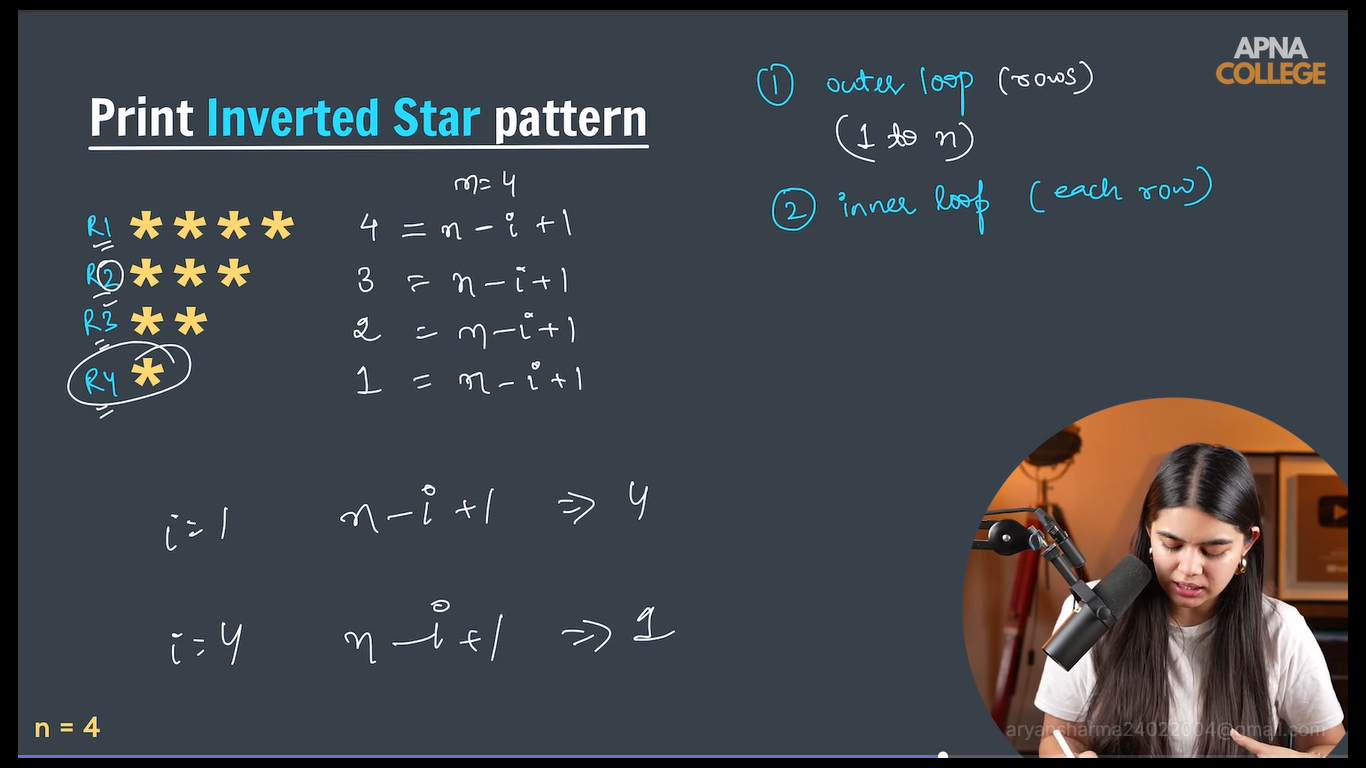 APNA
COLLEGE
Print Inverted Star pattern
n=4
R1 * * * * 4 = n-i+1
R2 * * * 3 = n-i+1
R3 * * 2 = n-i+1
R4 * 1 = n-i+1
① outer loop (rows)
(1 to n)
② inner loop (each row)
i=1 n-i+1 => 4
i=4 n-i+1 => 1
n = 4
aryansharma24022004@gmail.com